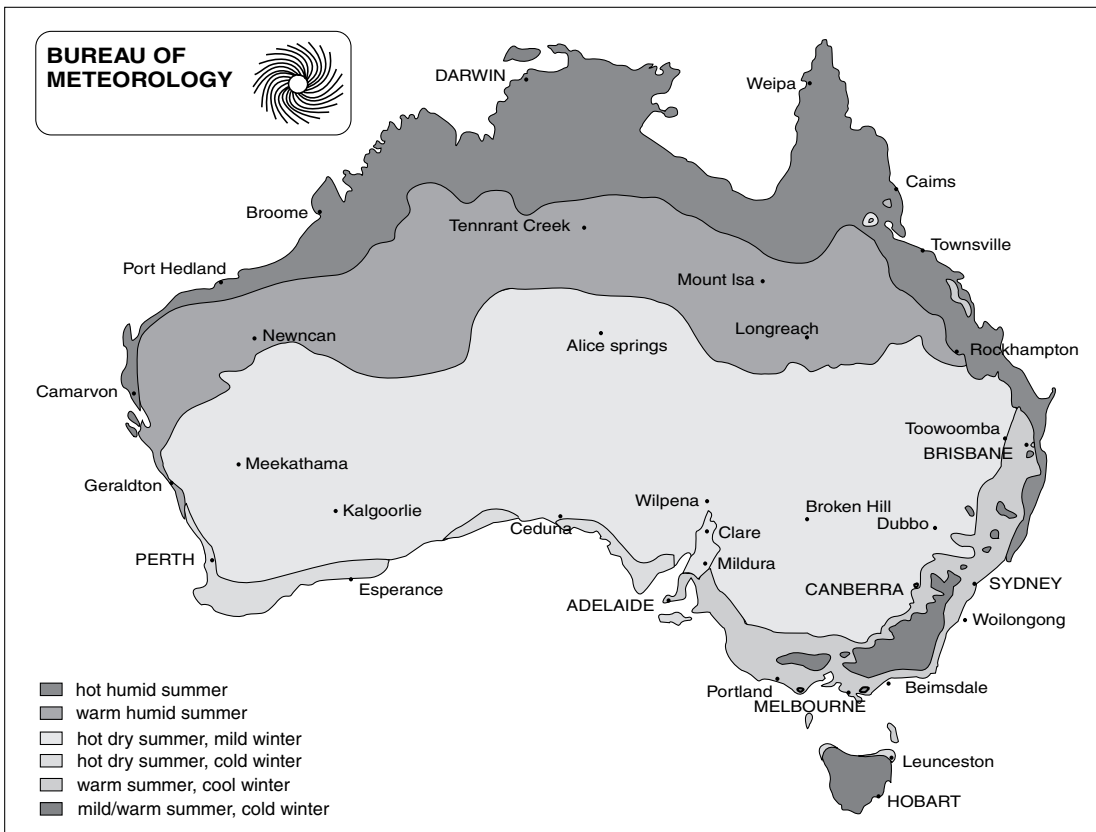 BUREAU OF
METEOROLOGY
DARWIN
Weipa
Caims
Broome
Tennrant Creek
Townsville
Port Hedland
Mount Isa
Newncan
Longreach
Alice springs
Rockhampton
Camarvon
Toowoomba
BRISBANE
Meekathama
Geraldton
Wilpena
Kalgoorlie
Broken Hill
Ceduna
Dubbo
Clare
PERTH
Mildura
Esperance
CANBERRA
SYDNEY
ADELAIDE
Woilongong
hot humid summer
Portland
Beimsdale
MELBOURNE
warm humid summer
hot dry summer, mild winter
hot dry summer, cold winter
Leunceston
warm summer, cool winter
HOBART
mild/warm summer, cold winter